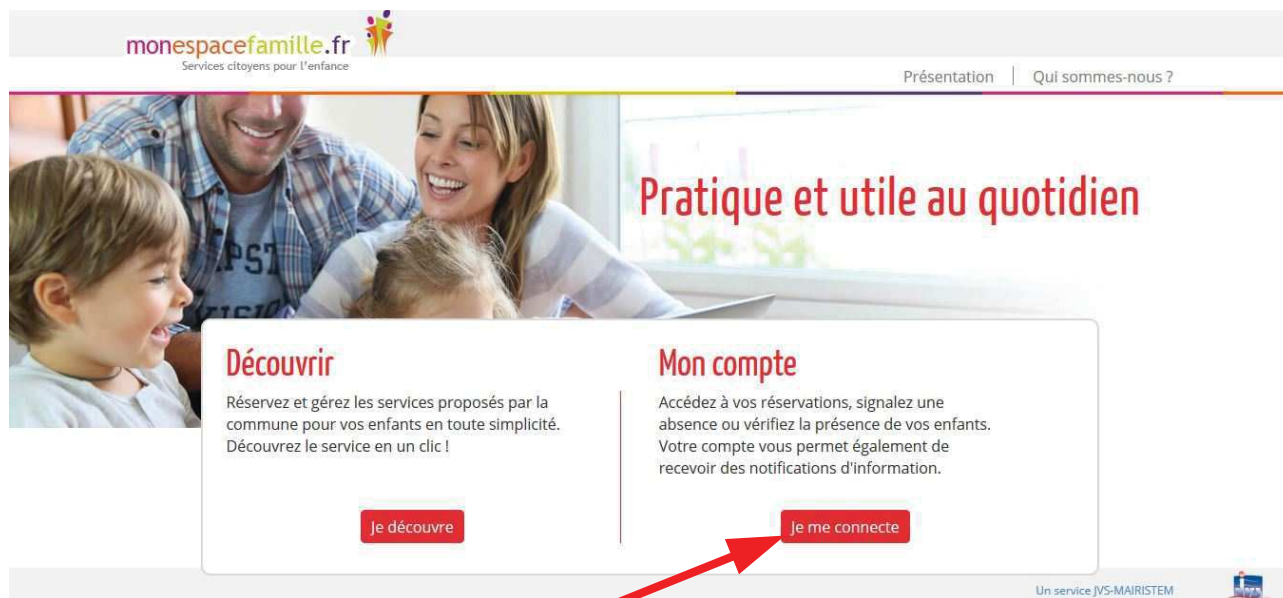 monespacefamille.fr
Services citoyens pour l'enfance
Présentation
Qui sommes-nous ?
Pratique et utile au quotidien
Découvrir
Réservez et gérez les services proposés par la
commune pour vos enfants en toute simplicité.
Découvrez le service en un clic !
Je découvre
Mon compte
Accédez à vos réservations, signalez une
absence ou vérifiez la présence de vos enfants.
Votre compte vous permet également de
recevoir des notifications d'information.
Je me connecte
Un service JVS-MAIRISTEM